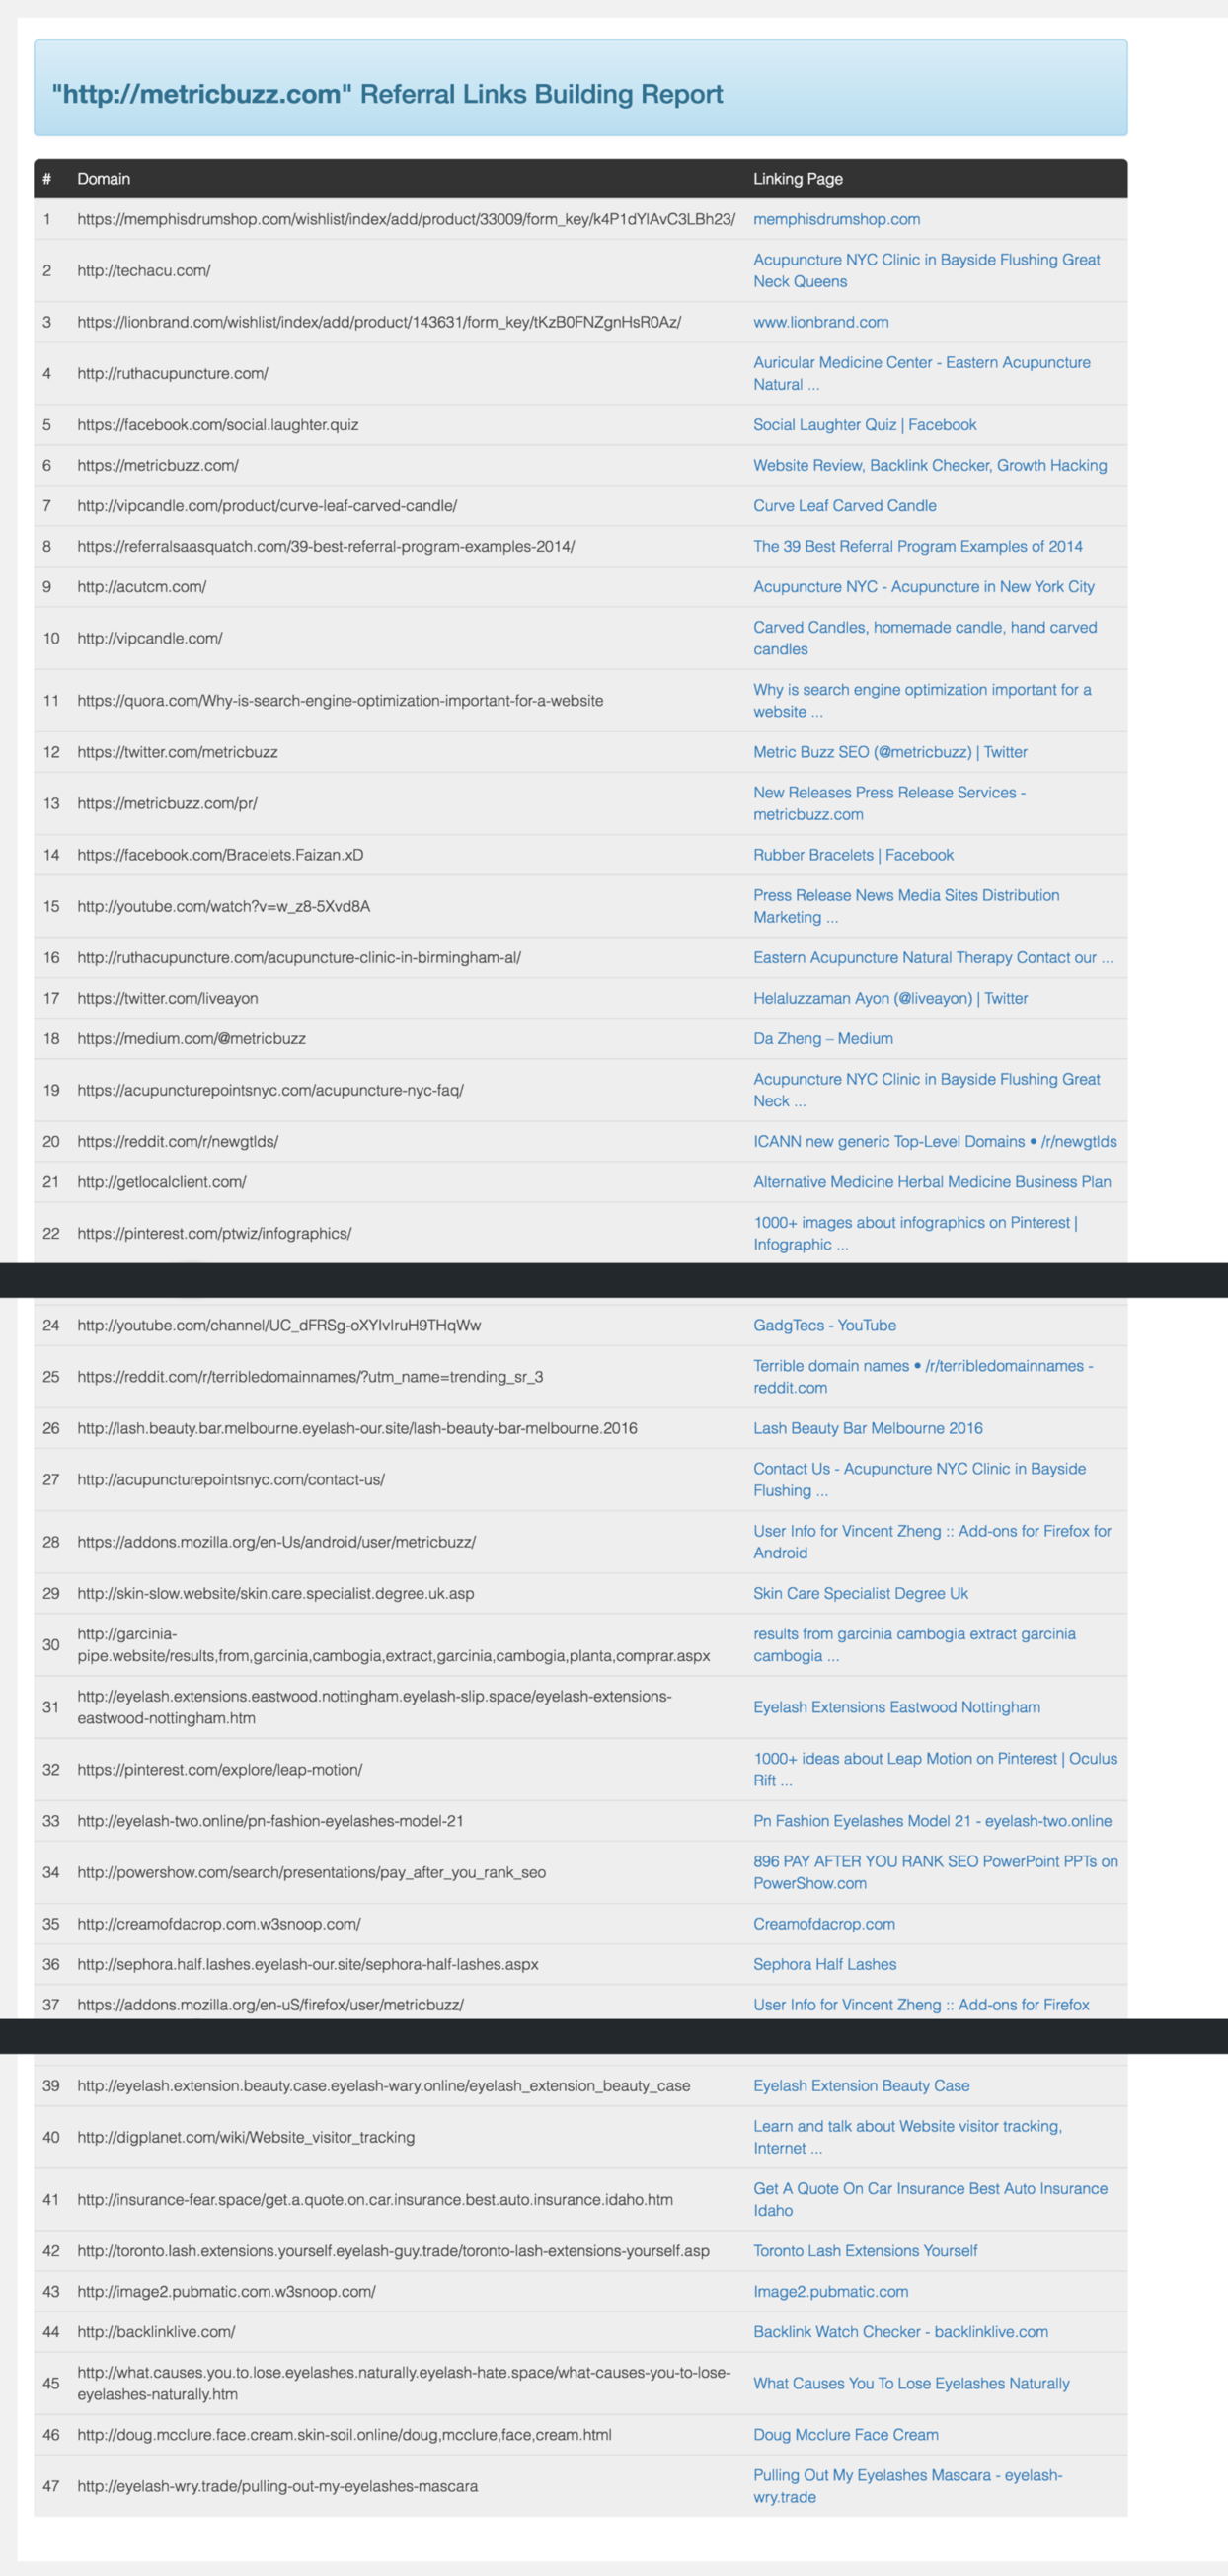 "http://metricbuzz.com" Referral Links Building Report
# Domain Linking Page
1 https://memphisdrumshop.com/wishlist/index/add/product/33009/form_key/k4P1dYlAvC3LBh23/ memphisdrumshop.com
2 http://techacu.com/ Acupuncture NYC Clinic in Bayside Flushing Great
Neck Queens
3 https://lionbrand.com/wishlist/index/add/product/143631/form_key/tKzB0FNZgnHsR0Az/ www.lionbrand.com
4 http://ruthacupuncture.com/ Auricular Medicine Center - Eastern Acupuncture
Natural ...
5 https://facebook.com/social.laughter.quiz Social Laughter Quiz | Facebook
6 https://metricbuzz.com/ Website Review, Backlink Checker, Growth Hacking
7 http://vipcandle.com/product/curve-leaf-carved-candle/ Curve Leaf Carved Candle
8 https://referralsaasquatch.com/39-best-referral-program-examples-2014/ The 39 Best Referral Program Examples of 2014
9 http://acutcm.com/ Acupuncture NYC - Acupuncture in New York City
10 http://vipcandle.com/ Carved Candles, homemade candle, hand carved
candles
11 https://quora.com/Why-is-search-engine-optimization-important-for-a-website Why is search engine optimization important for a
website ...
12 https://twitter.com/metricbuzz Metric Buzz SEO (@metricbuzz) | Twitter
13 https://metricbuzz.com/pr/ New Releases Press Release Services -
metricbuzz.com
14 https://facebook.com/Bracelets.Faizan.xD Rubber Bracelets | Facebook
15 http://youtube.com/watch?v=w_z8-5Xvd8A Press Release News Media Sites Distribution
Marketing ...
16 http://ruthacupuncture.com/acupuncture-clinic-in-birmingham-al/ Eastern Acupuncture Natural Therapy Contact our ...
17 https://twitter.com/liveayon Helaluzzaman Ayon (@liveayon) | Twitter
18 https://medium.com/@metricbuzz Da Zheng – Medium
19 https://acupuncturepointsnyc.com/acupuncture-nyc-faq/ Acupuncture NYC Clinic in Bayside Flushing Great
Neck ...
20 https://reddit.com/r/newgtlds/ ICANN new generic Top-Level Domains • /r/newgtlds
21 http://getlocalclient.com/ Alternative Medicine Herbal Medicine Business Plan
22 https://pinterest.com/ptwiz/infographics/ 1000+ images about infographics on Pinterest |
Infographic ...
24 http://youtube.com/channel/UC_dFRSg-oXYIvIruH9THqWw GadgTecs - YouTube
25 https://reddit.com/r/terribledomainnames/?utm_name=trending_sr_3 Terrible domain names • /r/terribledomainnames -
reddit.com
26 http://lash.beauty.bar.melbourne.eyelash-our.site/lash-beauty-bar-melbourne.2016 Lash Beauty Bar Melbourne 2016
27 http://acupuncturepointsnyc.com/contact-us/ Contact Us - Acupuncture NYC Clinic in Bayside
Flushing ...
28 https://addons.mozilla.org/en-Us/android/user/metricbuzz/ User Info for Vincent Zheng :: Add-ons for Firefox for
Android
29 http://skin-slow.website/skin.care.specialist.degree.uk.asp Skin Care Specialist Degree Uk
30 http://garcinia-
pipe.website/results,from,garcinia,cambogia,extract,garcinia,cambogia,planta,comprar.aspx results from garcinia cambogia extract garcinia
cambogia ...
31 http://eyelash.extensions.eastwood.nottingham.eyelash-slip.space/eyelash-extensions-
eastwood-nottingham.htm Eyelash Extensions Eastwood Nottingham
32 https://pinterest.com/explore/leap-motion/ 1000+ ideas about Leap Motion on Pinterest | Oculus
Rift ...
33 http://eyelash-two.online/pn-fashion-eyelashes-model-21 Pn Fashion Eyelashes Model 21 - eyelash-two.online
34 http://powershow.com/search/presentations/pay_after_you_rank_seo 896 PAY AFTER YOU RANK SEO PowerPoint PPTs on
PowerShow.com
35 http://creamofdacrop.com.w3snoop.com/ Creamofdacrop.com
36 http://sephora.half.lashes.eyelash-our.site/sephora-half-lashes.aspx Sephora Half Lashes
37 https://addons.mozilla.org/en-uS/firefox/user/metricbuzz/ User Info for Vincent Zheng :: Add-ons for Firefox
39 http://eyelash.extension.beauty.case.eyelash-wary.online/eyelash_extension_beauty_case Eyelash Extension Beauty Case
40 http://digplanet.com/wiki/Website_visitor_tracking Learn and talk about Website visitor tracking,
Internet ...
41 http://insurance-fear.space/get.a.quote.on.car.insurance.best.auto.insurance.idaho.htm Get A Quote On Car Insurance Best Auto Insurance
Idaho
42 http://toronto.lash.extensions.yourself.eyelash-guy.trade/toronto-lash-extensions-yourself.asp Toronto Lash Extensions Yourself
43 http://image2.pubmatic.com.w3snoop.com/ Image2.pubmatic.com
44 http://backlinklive.com/ Backlink Watch Checker - backlinklive.com
45 http://what.causes.you.to.lose.eyelashes.naturally.eyelash-hate.space/what-causes-you-to-lose-
eyelashes-naturally.htm What Causes You To Lose Eyelashes Naturally
46 http://doug.mcclure.face.cream.skin-soil.online/doug,mcclure,face,cream.html Doug Mcclure Face Cream
47 http://eyelash-wry.trade/pulling-out-my-eyelashes-mascara Pulling Out My Eyelashes Mascara - eyelash-
wry.trade